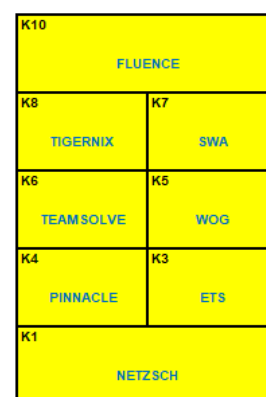 K10
FLUENCE
K8 K7
TIGERNIX SWA
K6 K5
TEAMSOLVE WOG
K4 K3
PINNACLE ETS
K1
NETZSCH